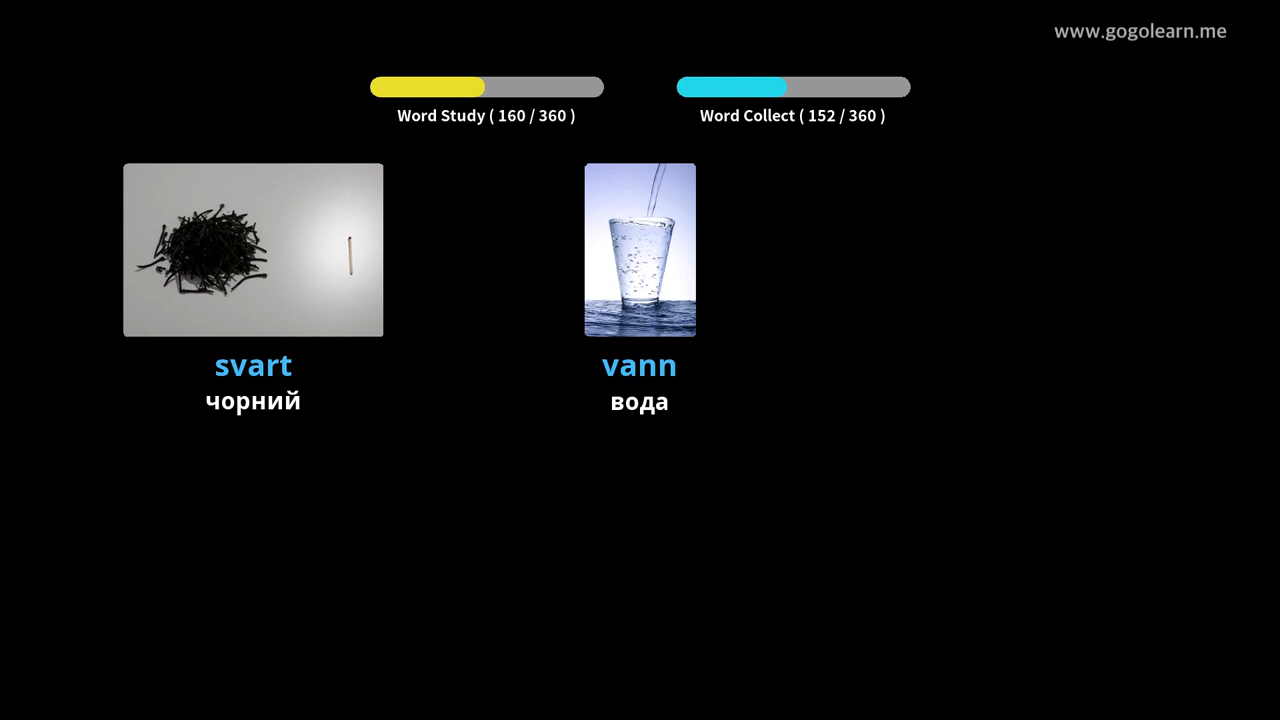 www.gogolearn.me
Word Study ( 160 / 360 )
Word Collect ( 152 / 360 )
svart
чорний
vann
вода